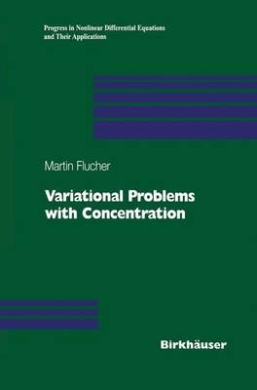 Progress in Nonlinear Differential Equations
and Their Applications
Martin Flucher
Variational Problems
with Concentration
Birkhäuser